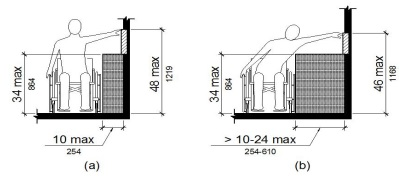 34 max
864
48 max
1219
10 max
254
(a)
34 max
864
46 max
1168
> 10-24 max
254-610
(b)